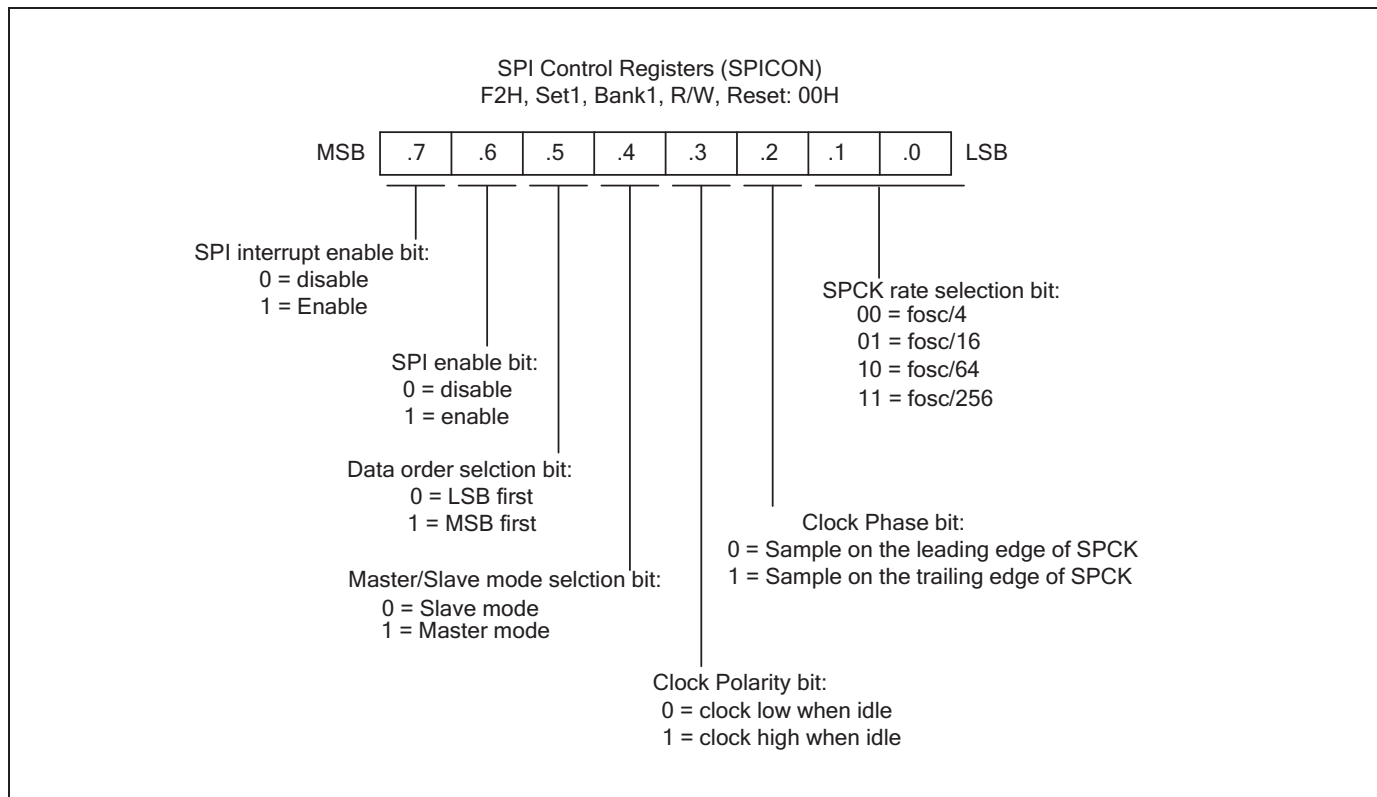 SPI Control Registers (SPICON)
F2H, Set1, Bank1, R/W, Reset: 00H
MSB .7 .6 .5 .4 .3 .2 .1 .0 LSB
SPI interrupt enable bit:
0 = disable
1 = Enable
SPCK rate selection bit:
00 = fosc/4
01 = fosc/16
10 = fosc/64
11 = fosc/256
SPI enable bit:
0 = disable
1 = enable
Data order selction bit:
0 = LSB first
1 = MSB first
Clock Phase bit:
0 = Sample on the leading edge of SPCK
1 = Sample on the trailing edge of SPCK
Master/Slave mode selction bit:
0 = Slave mode
1 = Master mode
Clock Polarity bit:
0 = clock low when idle
1 = clock high when idle